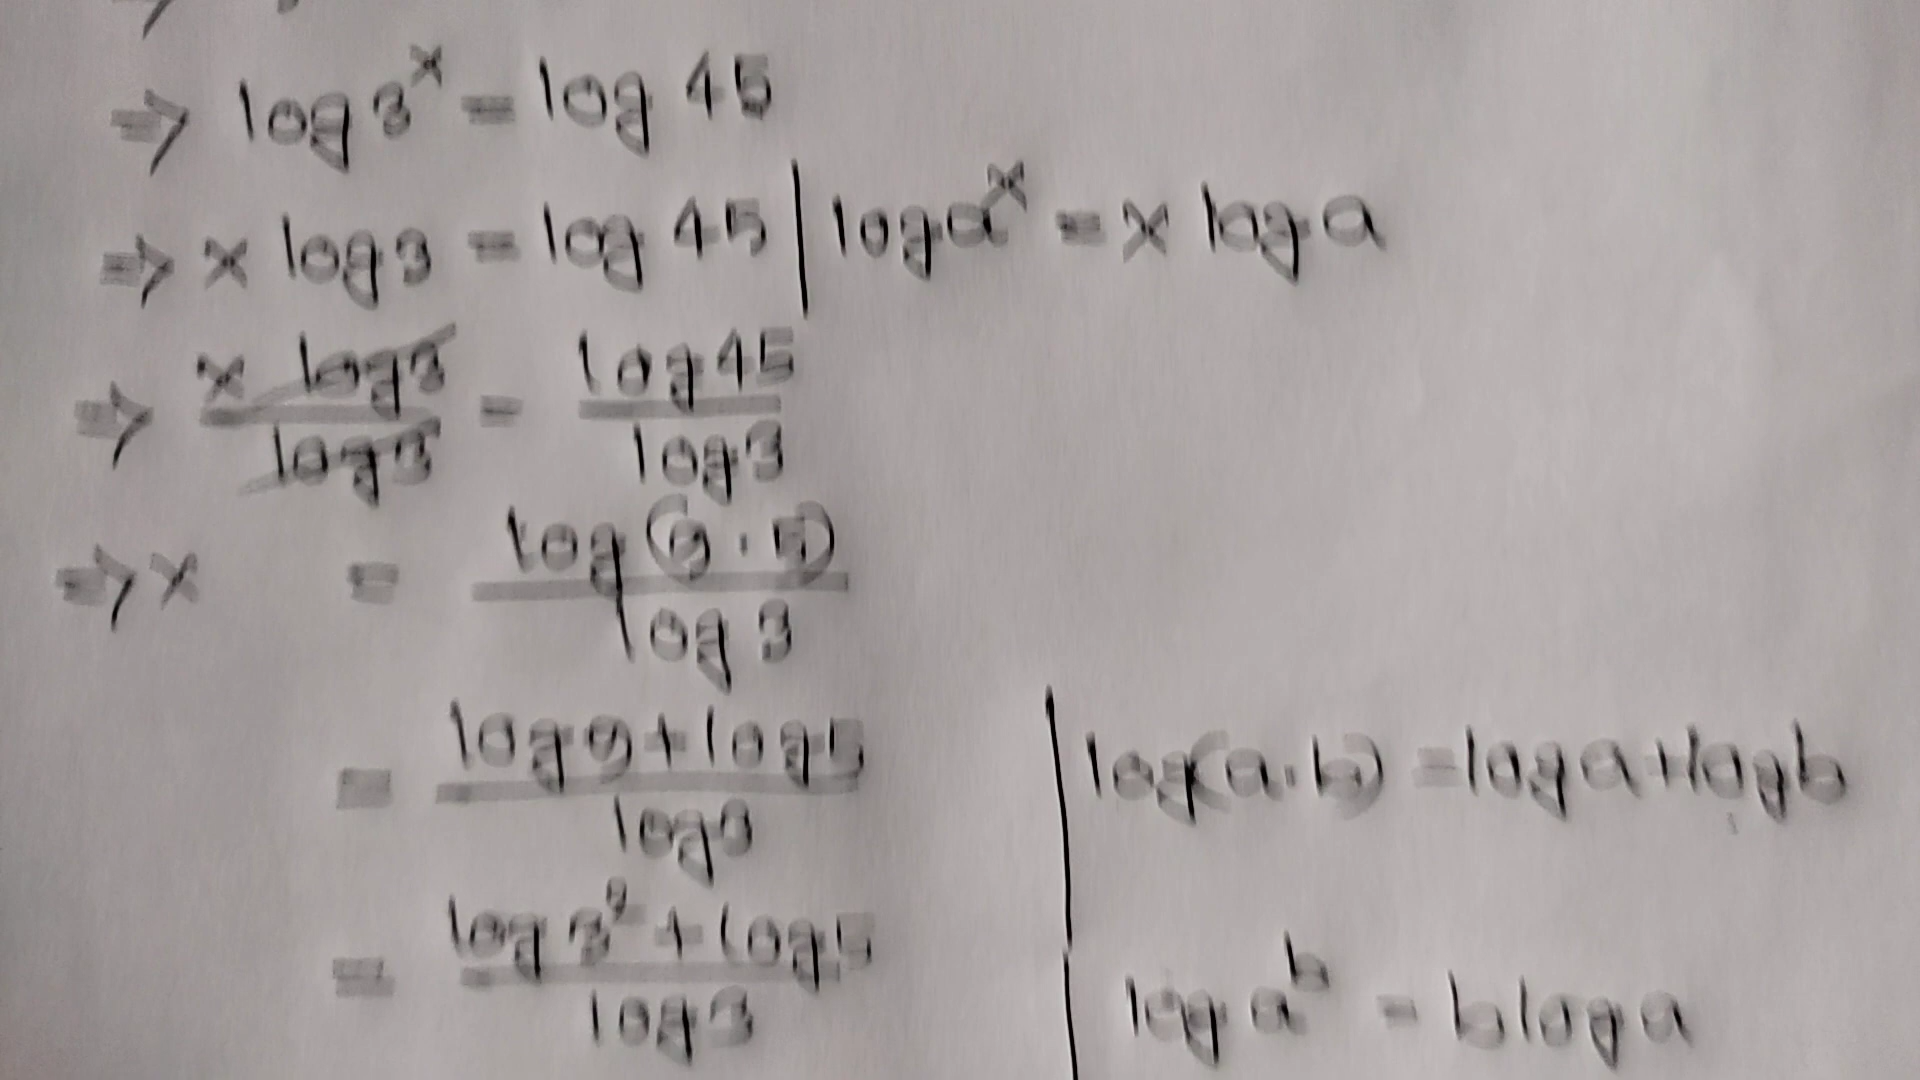 ⇒ log 3^x = log 45
⇒ x log 3 = log 45 | log a^x = x log a
⇒ x log 3 / log 3 = log 45 / log 3
⇒ x = log (9 · 5) / log 3
= log 9 + log 5 / log 3 | log(a·b) = log a + log b
= log 3² + log 5 / log 3 | log a^b = b log a